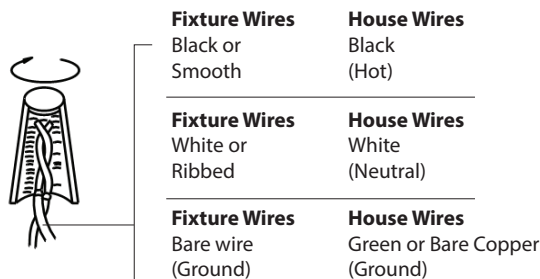 Fixture Wires House Wires
Black or Black
Smooth (Hot)
Fixture Wires House Wires
White or White
Ribbed (Neutral)
Fixture Wires House Wires
Bare wire Green or Bare Copper
(Ground) (Ground)